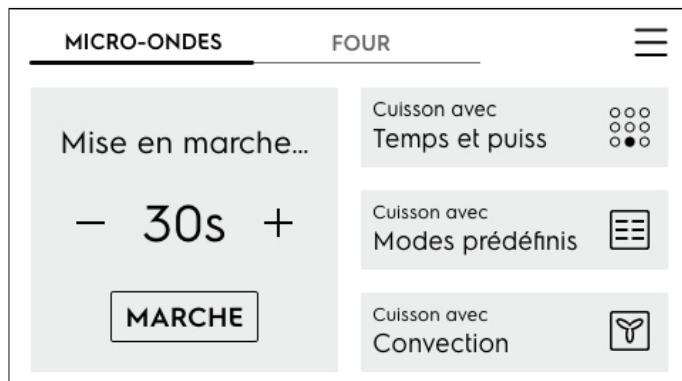 MICRO-ONDES
FOUR
Mise en marche...
− 30s +
MARCHE
Cuisson avec
Temps et puiss
Cuisson avec
Modes prédéfinis
Cuisson avec
Convection